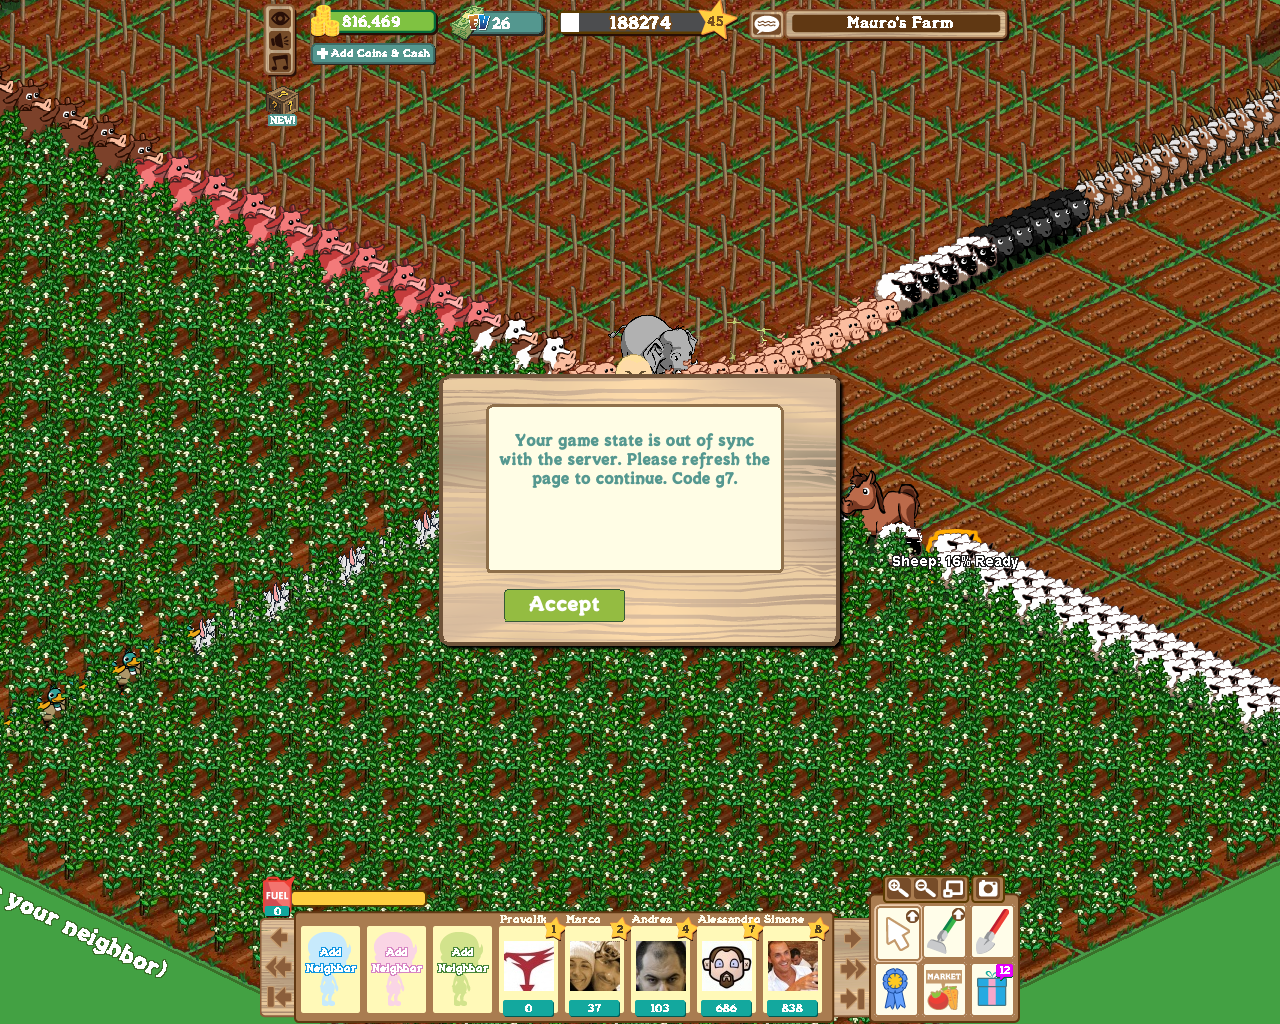 816,469
FV 26
188274
45
Mauro's Farm
+ Add Coins & Cash
NEW!
Your game state is out of sync
with the server. Please refresh the
page to continue. Code g7.
Accept
Sheep: 16% Ready
your neighbor)
FUEL
0
Pravalik
1
Marca
2
Andrea
4
Alessandra
7
Simone
8
Add
Neighbor
Add
Neighbor
Add
Neighbor
0
37
103
686
838
MARKET
12